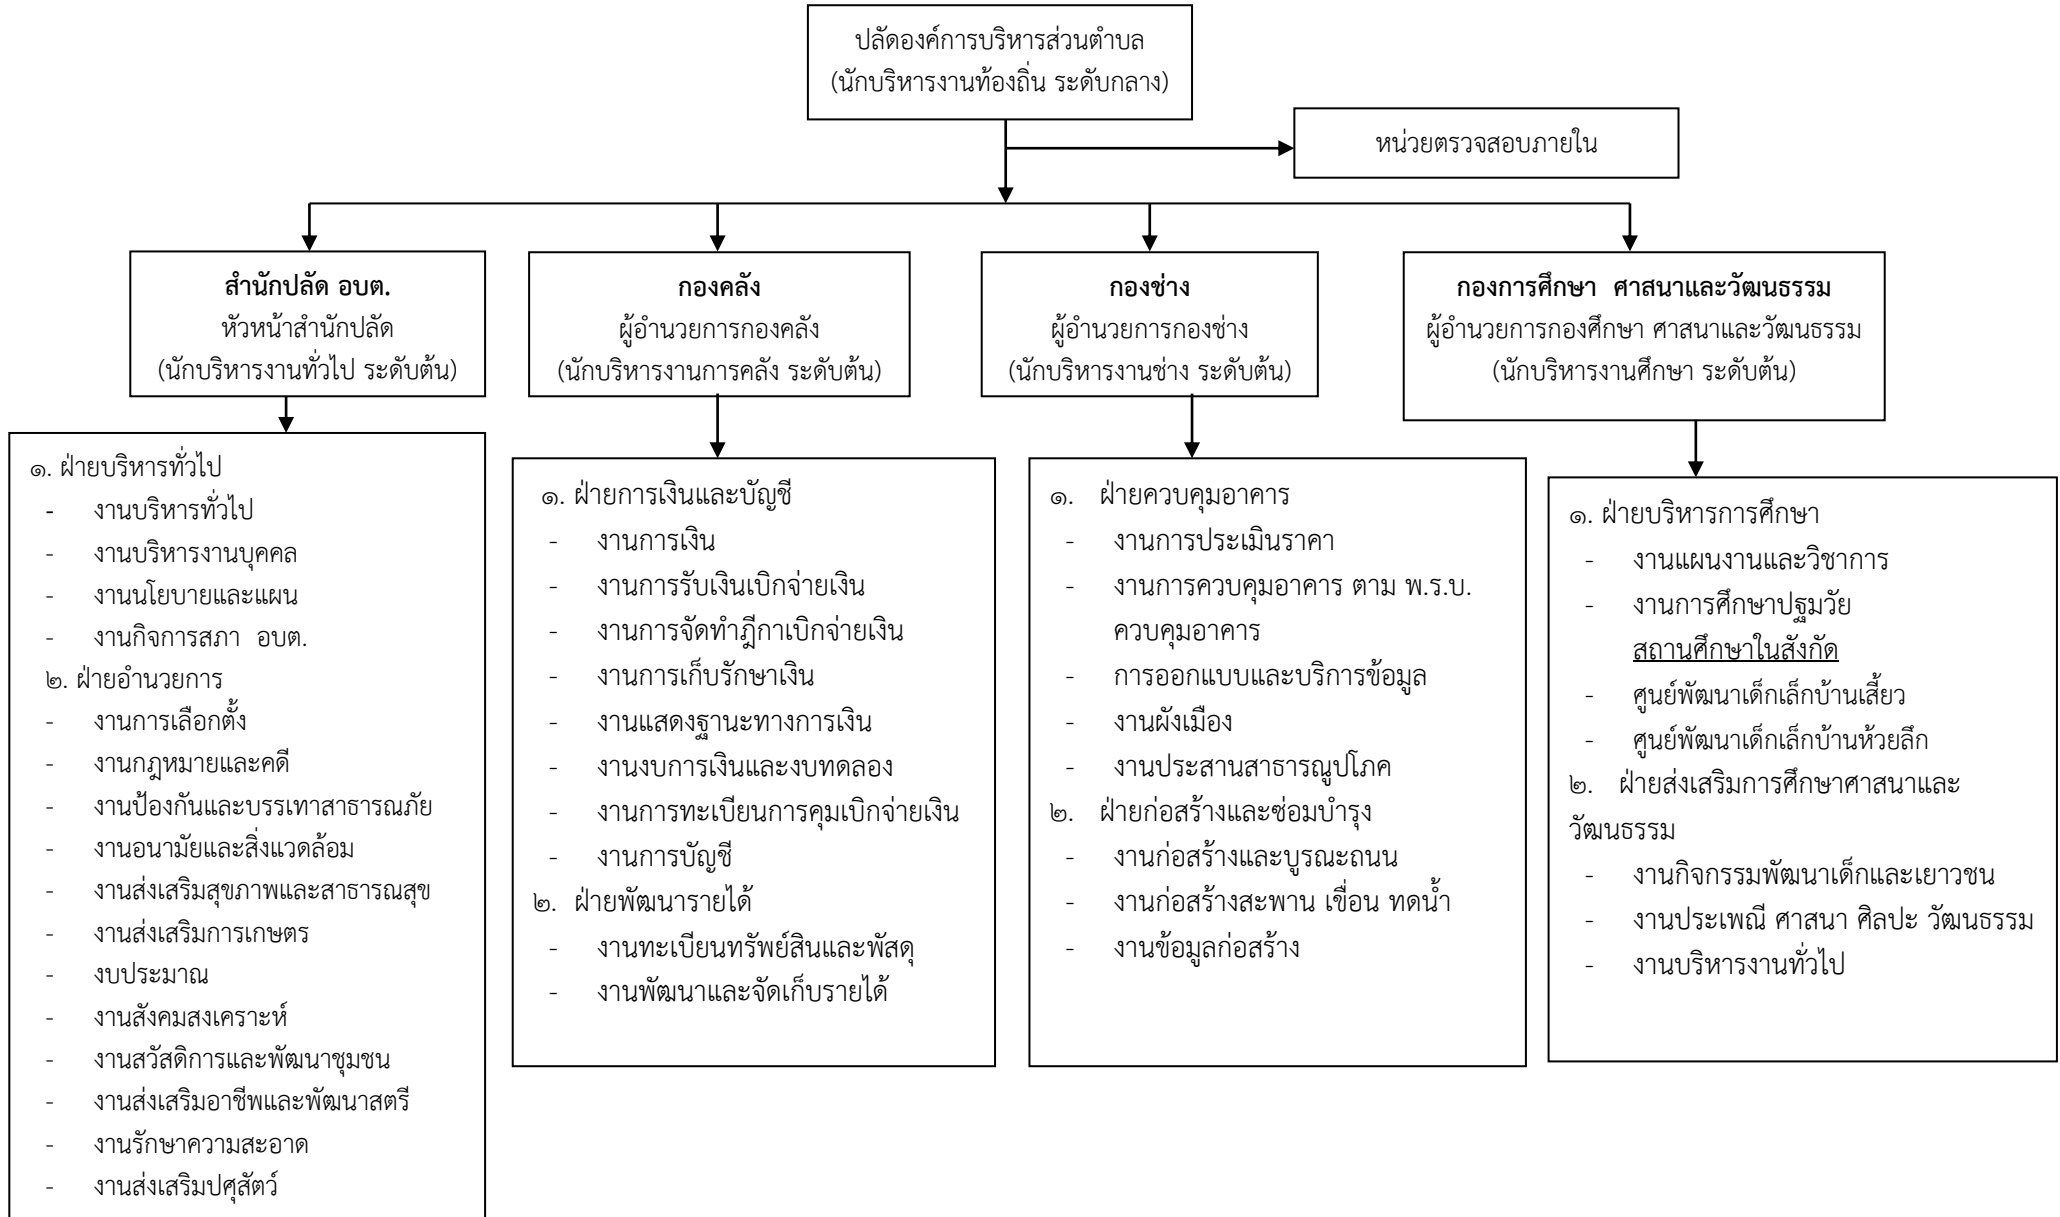 ปลัดองค์การบริหารส่วนตำบล
(นักบริหารงานท้องถิ่น ระดับกลาง)
หน่วยตรวจสอบภายใน
สำนักปลัด อบต.
หัวหน้าสำนักปลัด
(นักบริหารงานทั่วไป ระดับต้น)
กองคลัง
ผู้อำนวยการกองคลัง
(นักบริหารงานการคลัง ระดับต้น)
กองช่าง
ผู้อำนวยการกองช่าง
(นักบริหารงานช่าง ระดับต้น)
กองการศึกษา ศาสนาและวัฒนธรรม
ผู้อำนวยการกองศึกษา ศาสนาและวัฒนธรรม
(นักบริหารงานศึกษา ระดับต้น)
๑. ฝ่ายบริหารทั่วไป
- งานบริหารทั่วไป
- งานบริหารงานบุคคล
- งานนโยบายและแผน
- งานกิจการสภา อบต.
๒. ฝ่ายอำนวยการ
- งานการเลือกตั้ง
- งานกฎหมายและคดี
- งานป้องกันและบรรเทาสาธารณภัย
- งานอนามัยและสิ่งแวดล้อม
- งานส่งเสริมสุขภาพและสาธารณสุข
- งานส่งเสริมการเกษตร
- งบประมาณ
- งานสังคมสงเคราะห์
- งานสวัสดิการและพัฒนาชุมชน
- งานส่งเสริมอาชีพและพัฒนาสตรี
- งานรักษาความสะอาด
- งานส่งเสริมปศุสัตว์
๑. ฝ่ายการเงินและบัญชี
- งานการเงิน
- งานการรับเงินเบิกจ่ายเงิน
- งานการจัดทำฎีกาเบิกจ่ายเงิน
- งานการเก็บรักษาเงิน
- งานแสดงฐานะทางการเงิน
- งานงบการเงินและงบทดลอง
- งานการทะเบียนการคุมเบิกจ่ายเงิน
- งานการบัญชี
๒. ฝ่ายพัฒนารายได้
- งานทะเบียนทรัพย์สินและพัสดุ
- งานพัฒนาและจัดเก็บรายได้
๑. ฝ่ายควบคุมอาคาร
- งานการประเมินราคา
- งานการควบคุมอาคาร ตาม พ.ร.บ.
ควบคุมอาคาร
- การออกแบบและบริการข้อมูล
- งานผังเมือง
- งานประสานสาธารณูปโภค
๒. ฝ่ายก่อสร้างและซ่อมบำรุง
- งานก่อสร้างและบูรณะถนน
- งานก่อสร้างสะพาน เขื่อน ทดน้ำ
- งานข้อมูลก่อสร้าง
๑. ฝ่ายบริหารการศึกษา
- งานแผนงานและวิชาการ
- งานการศึกษาปฐมวัย
สถานศึกษาในสังกัด
- ศูนย์พัฒนาเด็กเล็กบ้านเสี้ยว
- ศูนย์พัฒนาเด็กเล็กบ้านห้วยลึก
๒. ฝ่ายส่งเสริมการศึกษาศาสนาและ
วัฒนธรรม
- งานกิจกรรมพัฒนาเด็กและเยาวชน
- งานประเพณี ศาสนา ศิลปะ วัฒนธรรม
- งานบริหารงานทั่วไป